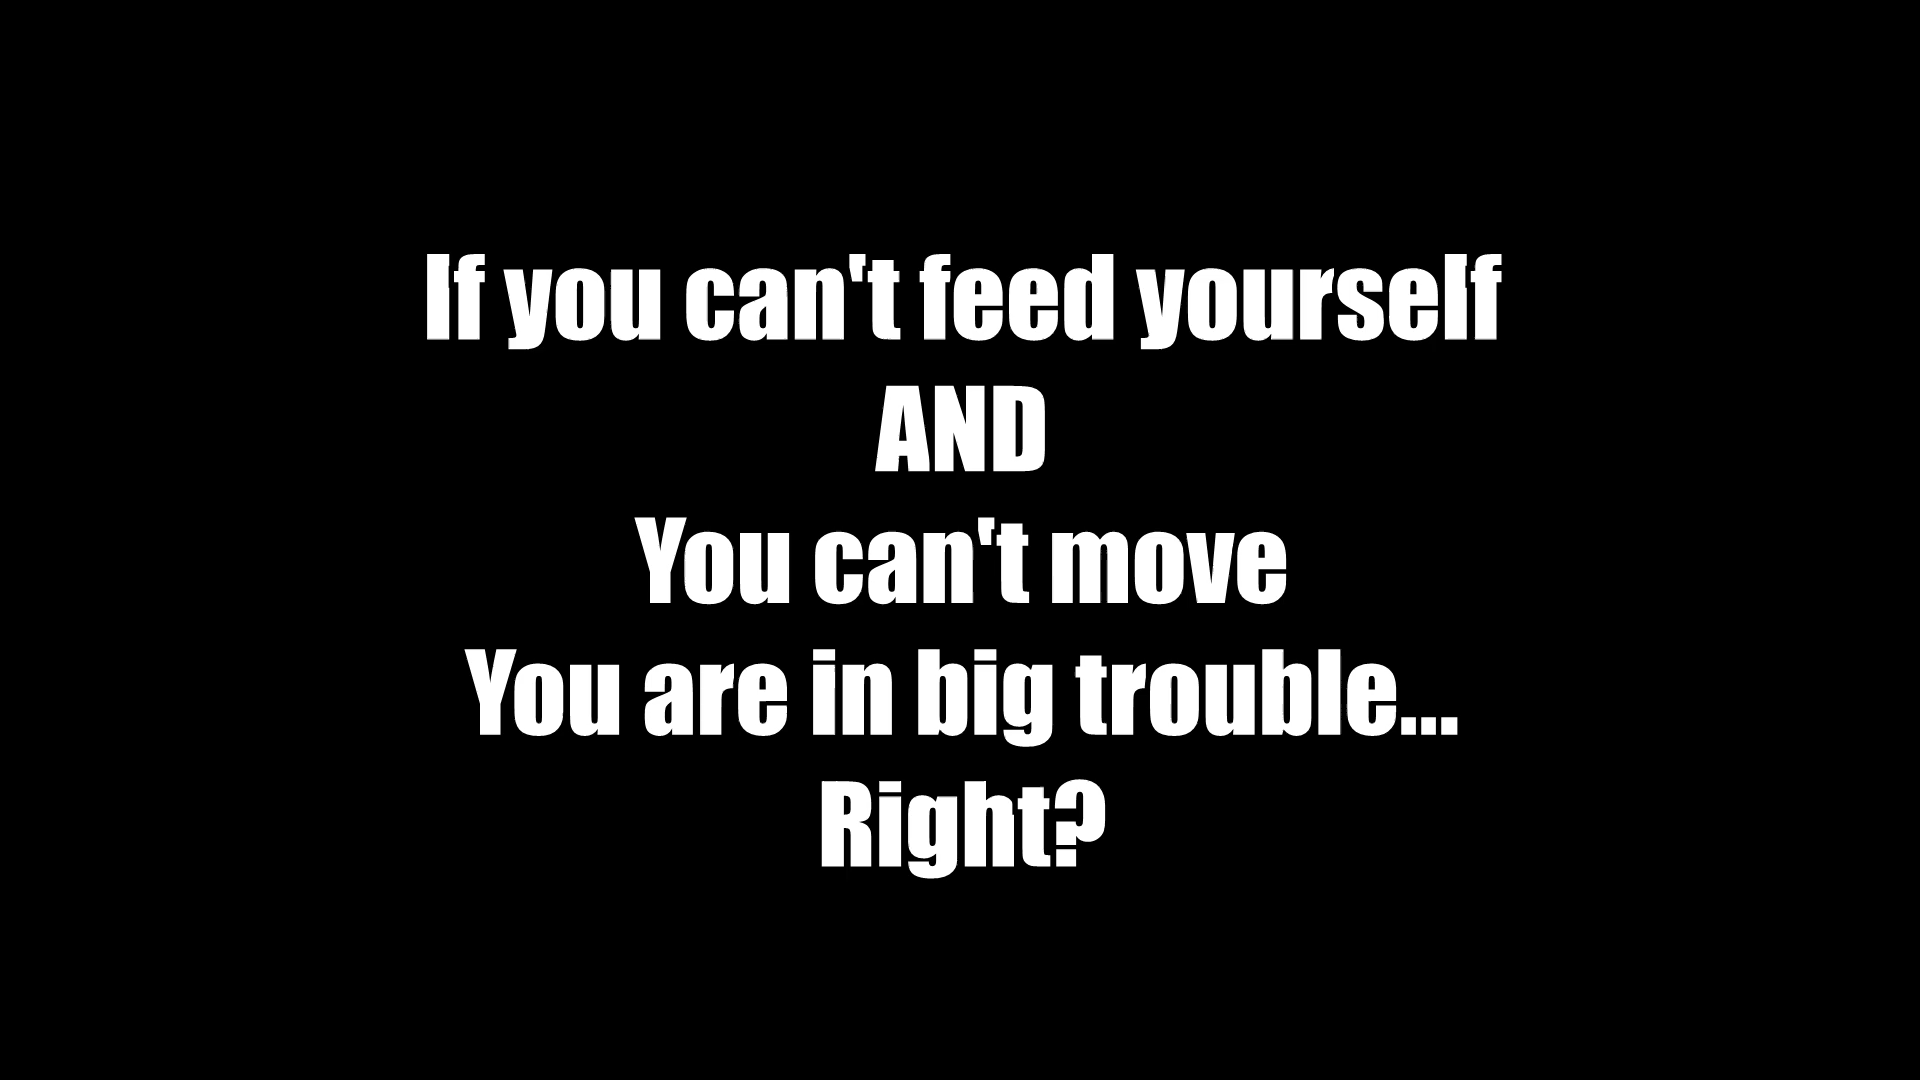 If you can't feed yourself
AND
You can't move
You are in big trouble...
Right?